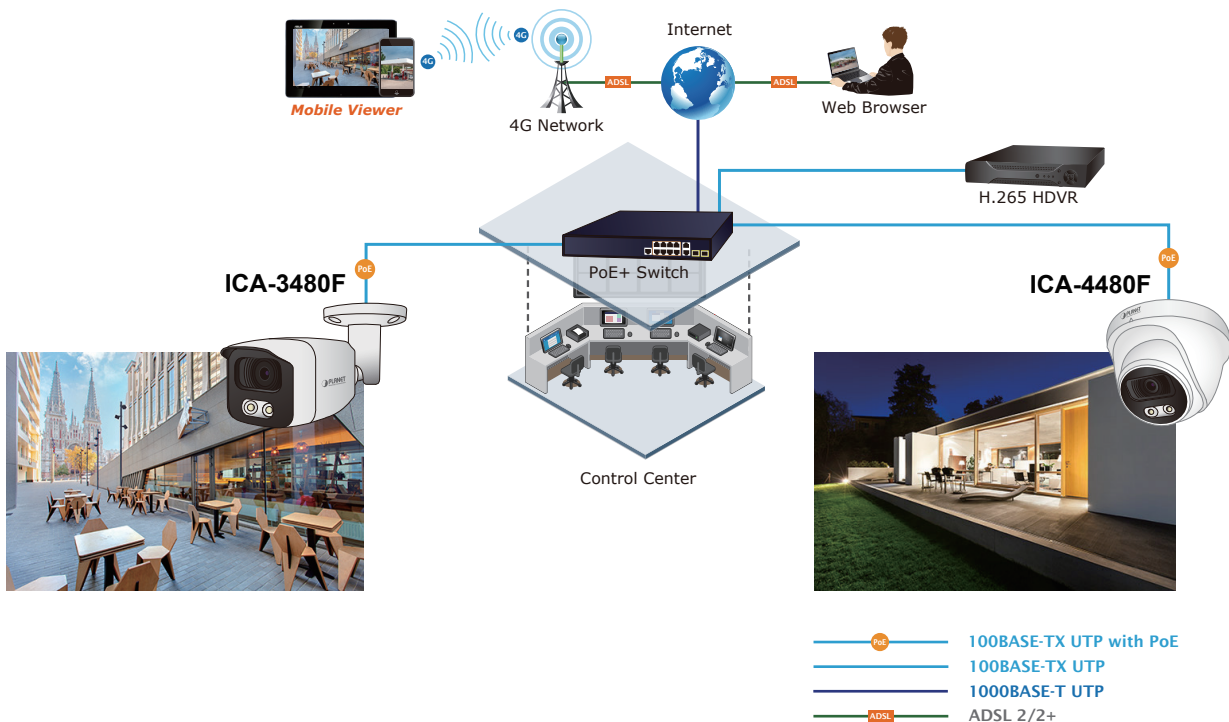 Internet
4G
4G
ADSL
ADSL
Mobile Viewer
4G Network
Web Browser
H.265 HDVR
PoE+ Switch
PoE
ICA-3480F
PoE
ICA-4480F
PLANET
PLANET
Control Center
PoE
100BASE-TX UTP with PoE
100BASE-TX UTP
1000BASE-T UTP
ADSL
ADSL 2/2+